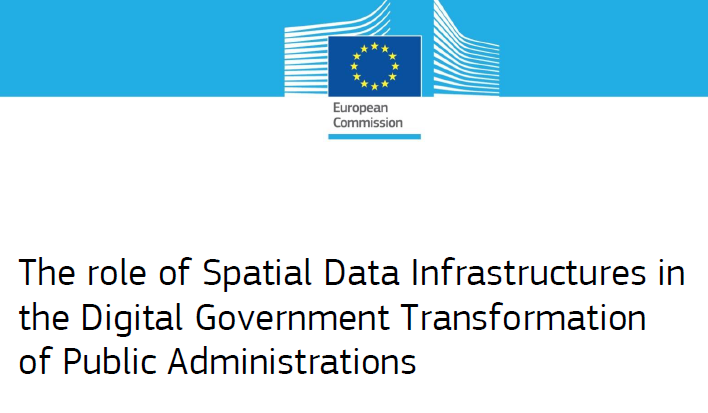 European
Commission
The role of Spatial Data Infrastructures in
the Digital Government Transformation
of Public Administrations